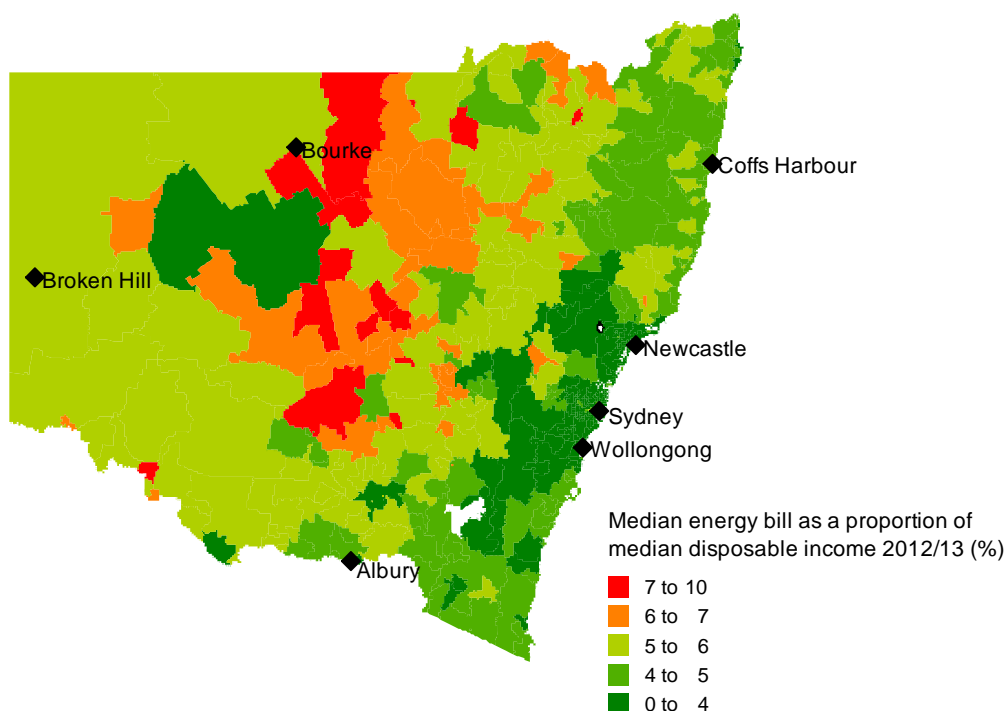 Bourke
Coffs Harbour
Broken Hill
Newcastle
Sydney
Wollongong
Albury
Median energy bill as a proportion of
median disposable income 2012/13 (%)
7 to 10
6 to 7
5 to 6
4 to 5
0 to 4